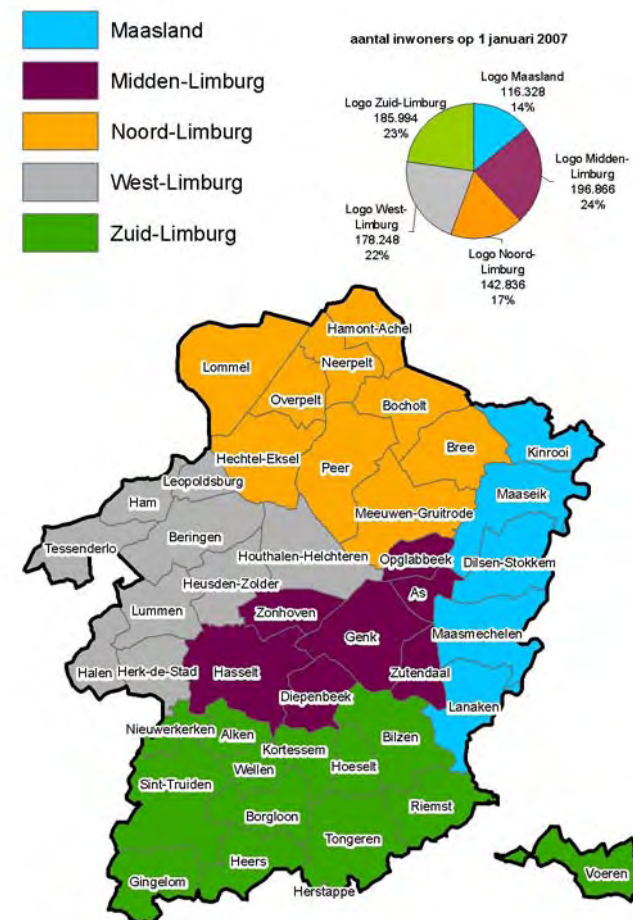 Maasland
Midden-Limburg
Noord-Limburg
West-Limburg
Zuid-Limburg
aantal inwoners op 1 januari 2007
Logo Maasland
116.328
14%
Logo Midden-
Limburg
196.866
24%
Logo Noord-
Limburg
142.836
17%
Logo West-
Limburg
178.248
22%
Logo Zuid-Limburg
185.994
23%
Hamont-Achel
Lommel
Neerpelt
Overpelt
Bocholt
Bree
Kinrooi
Hechtel-Eksel
Peer
Leopoldsburg
Maaseik
Ham
Meeuwen-Gruitrode
Beringen
Tessenderlo
Houthalen-Helchteren
Opglabbeek
Dilsen-Stokkem
Heusden-Zolder
As
Lummen
Zonhoven
Genk
Maasmechelen
Halen
Herk-de-Stad
Hasselt
Zutendaal
Diepenbeek
Lanaken
Nieuwerkerken
Alken
Bilzen
Kortessem
Wellen
Hoeselt
Sint-Truiden
Riemst
Borgloon
Tongeren
Heers
Voeren
Gingelom
Herstappe